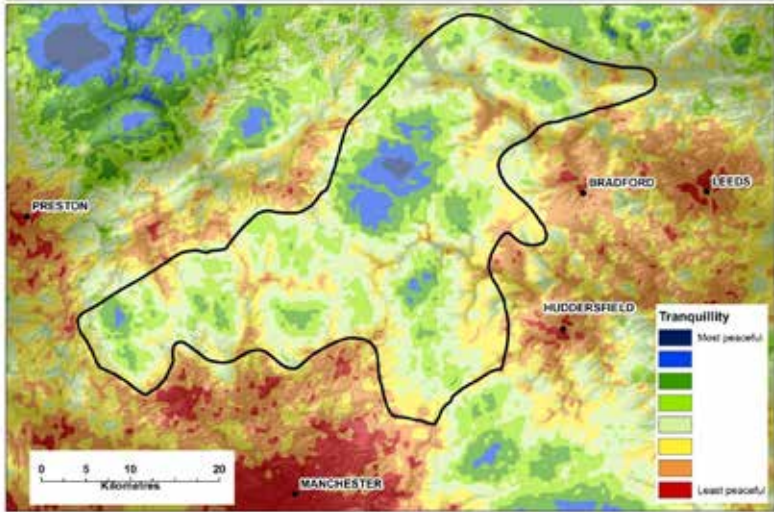 PRESTON
BRADFORD
LEEDS
HUDDERSFIELD
MANCHESTER
Tranquillity
Most peaceful
Least peaceful
0 5 10 20
Kilometres